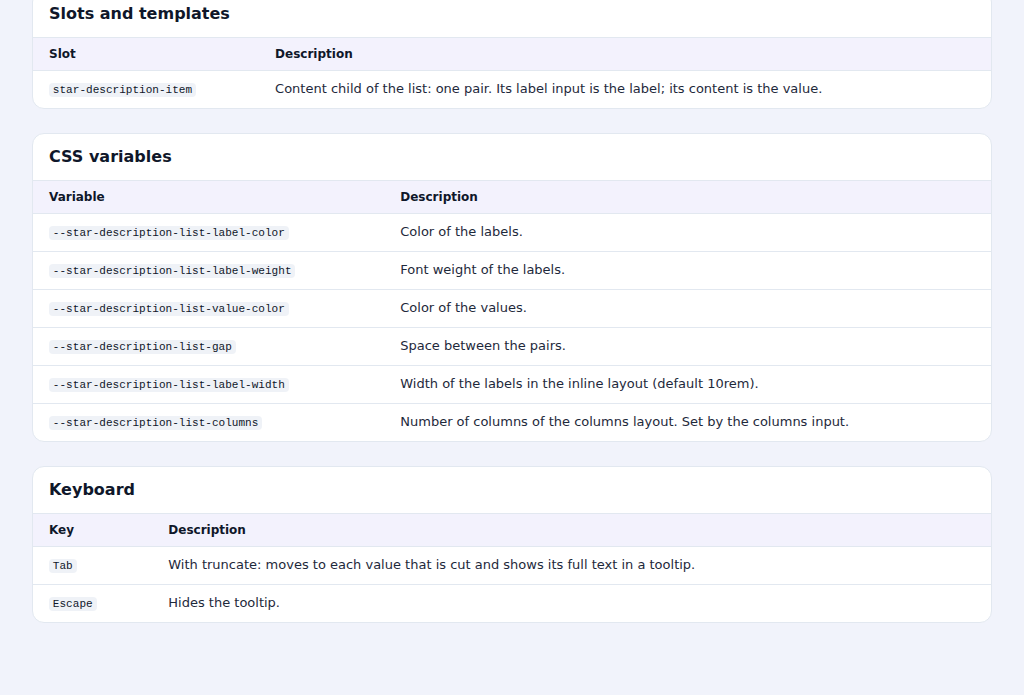 Slots and templates
Slot Description
star-description-item Content child of the list: one pair. Its label input is the label; its content is the value.
CSS variables
Variable Description
--star-description-list-label-color Color of the labels.
--star-description-list-label-weight Font weight of the labels.
--star-description-list-value-color Color of the values.
--star-description-list-gap Space between the pairs.
--star-description-list-label-width Width of the labels in the inline layout (default 10rem).
--star-description-list-columns Number of columns of the columns layout. Set by the columns input.
Keyboard
Key Description
Tab With truncate: moves to each value that is cut and shows its full text in a tooltip.
Escape Hides the tooltip.